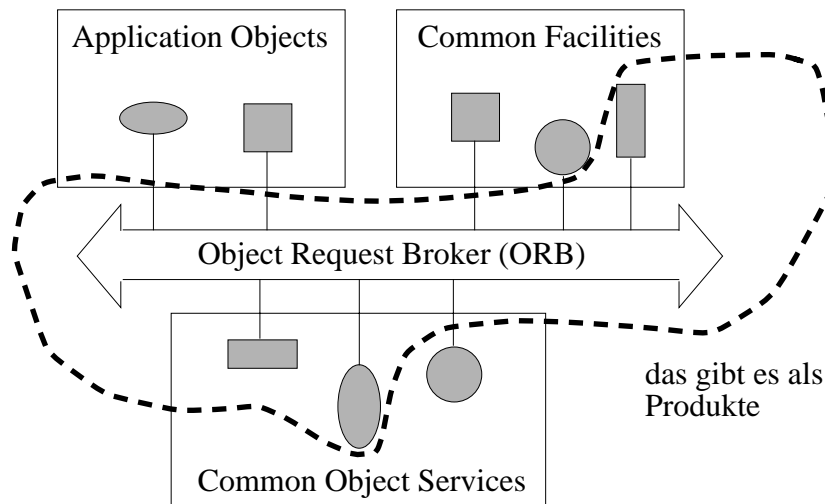 Application Objects
Common Facilities
Object Request Broker (ORB)
das gibt es als
Produkte
Common Object Services